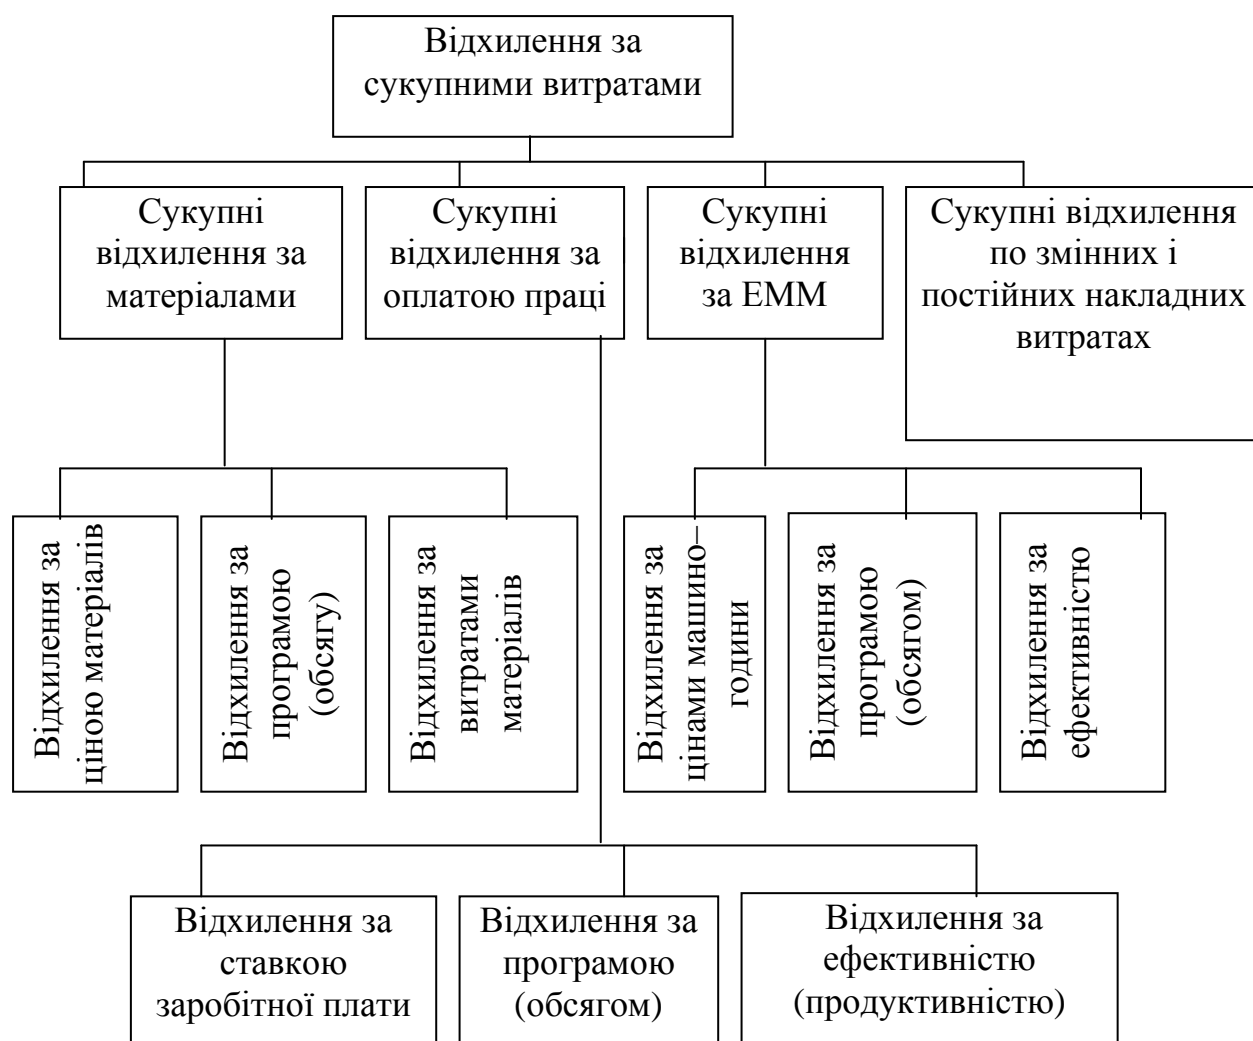 Відхилення за
сукупними витратами
Сукупні
відхилення за
матеріалами
Сукупні
відхилення за
оплатою праці
Сукупні
відхилення
за ЕММ
Сукупні відхилення
по змінних і
постійних накладних
витратах
Відхилення за
ціною матеріалів
Відхилення за
програмою
(обсягу)
Відхилення за
витратами
матеріалів
Відхилення за
цінами машино–
години
Відхилення за
програмою
(обсягом)
Відхилення за
ефективністю
Відхилення за
ставкою
заробітної плати
Відхилення за
програмою
(обсягом)
Відхилення за
ефективністю
(продуктивністю)